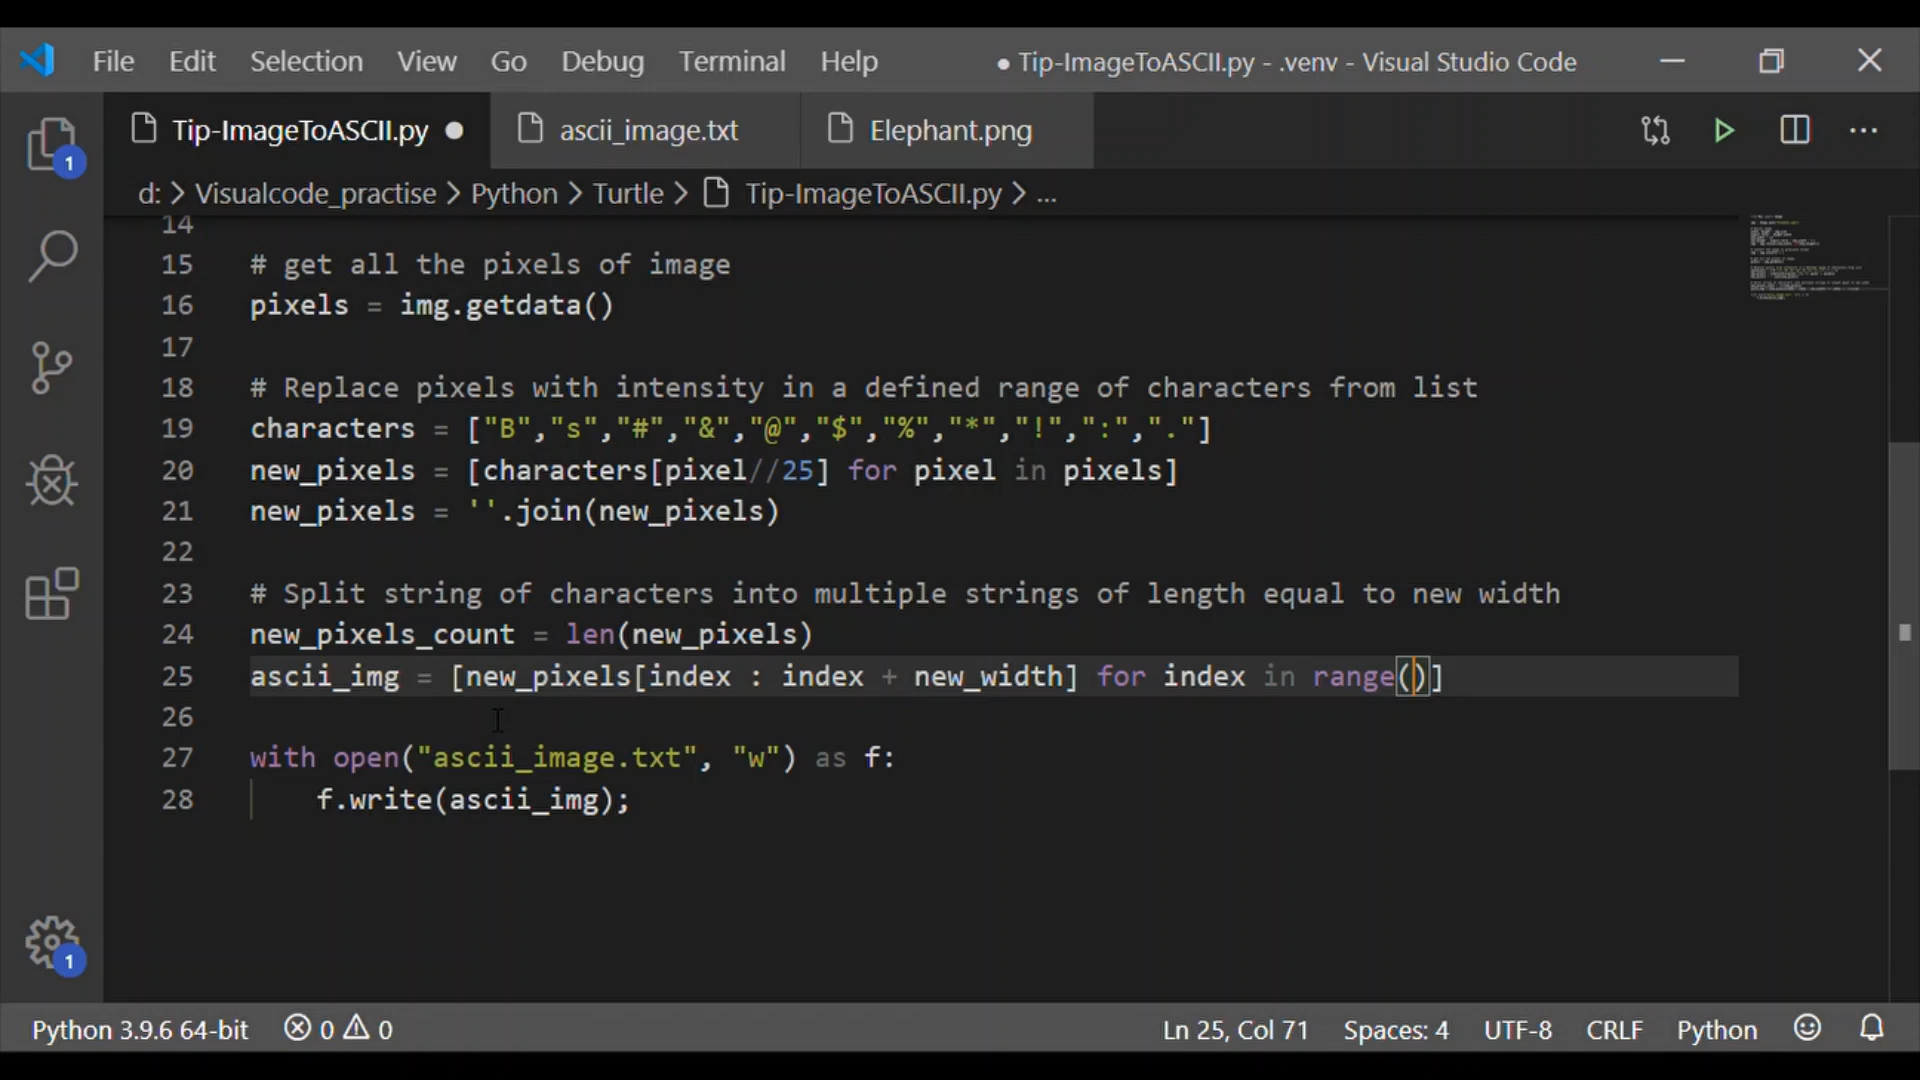 File Edit Selection View Go Debug Terminal Help ● Tip-ImageToASCII.py - .venv - Visual Studio Code
Tip-ImageToASCII.py ascii_image.txt Elephant.png
1
d: > Visualcode_practise > Python > Turtle > Tip-ImageToASCII.py > ...
14
15 # get all the pixels of image
16 pixels = img.getdata()
17
18 # Replace pixels with intensity in a defined range of characters from list
19 characters = ["B","s","#","&","@","$","%","*","!",":","."]
20 new_pixels = [characters[pixel//25] for pixel in pixels]
21 new_pixels = ''.join(new_pixels)
22
23 # Split string of characters into multiple strings of length equal to new width
24 new_pixels_count = len(new_pixels)
25 ascii_img = [new_pixels[index : index + new_width] for index in range()]
26
27 with open("ascii_image.txt", "w") as f:
28 f.write(ascii_img);
1
Python 3.9.6 64-bit 0 0 Ln 25, Col 71 Spaces: 4 UTF-8 CRLF Python